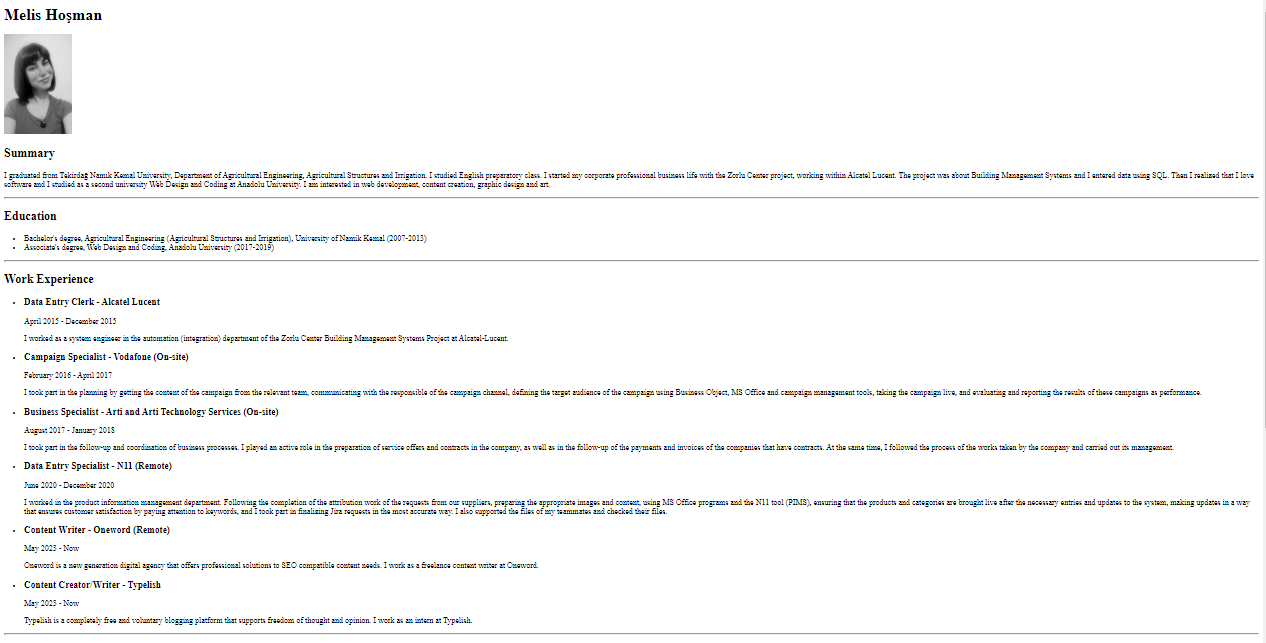 Melis Hoşman
Summary
I graduated from Tekirdağ Namık Kemal University, Department of Agricultural Engineering, Agricultural Structures and Irrigation. I studied English preparatory class. I started my corporate professional business life with the Zorlu Center project, working within Alcatel Lucent. The project was about Building Management Systems and I entered data using SQL. Then I realized that I love
software and I studied as a second university Web Design and Coding at Anadolu University. I am interested in web development, content creation, graphic design and art.
Education
• Bachelor's degree, Agricultural Engineering (Agricultural Structures and Irrigation), University of Namik Kemal (2007-2013)
• Associate's degree, Web Design and Coding, Anadolu University (2017-2019)
Work Experience
• Data Entry Clerk - Alcatel Lucent
April 2015 - December 2015
I worked as a system engineer in the automation (integration) department of the Zorlu Center Building Management Systems Project at Alcatel-Lucent.
• Campaign Specialist - Vodafone (On-site)
February 2016 - April 2017
I took part in the planning by getting the content of the campaign from the relevant team, communicating with the responsible of the campaign channel, defining the target audience of the campaign using Business Object, MS Office and campaign management tools, taking the campaign live, and evaluating and reporting the results of these campaigns as performance.
• Business Specialist - Arti and Arti Technology Services (On-site)
August 2017 - January 2018
I took part in the follow-up and coordination of business processes. I played an active role in the preparation of service offers and contracts in the company, as well as in the follow-up of the payments and invoices of the companies that have contracts. At the same time, I followed the process of the works taken by the company and carried out its management.
• Data Entry Specialist - N11 (Remote)
June 2020 - December 2020
I worked in the product information management department. Following the completion of the attribution work of the requests from our suppliers, preparing the appropriate images and content, using MS Office programs and the N11 tool (PIMS), ensuring that the products and categories are brought live after the necessary entries and updates to the system, making updates in a way
that ensures customer satisfaction by paying attention to keywords, and I took part in finalizing Jira requests in the most accurate way. I also supported the files of my teammates and checked their files.
• Content Writer - Oneword (Remote)
May 2023 - Now
Oneword is a new generation digital agency that offers professional solutions to SEO compatible content needs. I work as a freelance content writer at Oneword.
• Content Creator/Writer - Typelish
May 2023 - Now
Typelish is a completely free and voluntary blogging platform that supports freedom of thought and opinion. I work as an intern at Typelish.